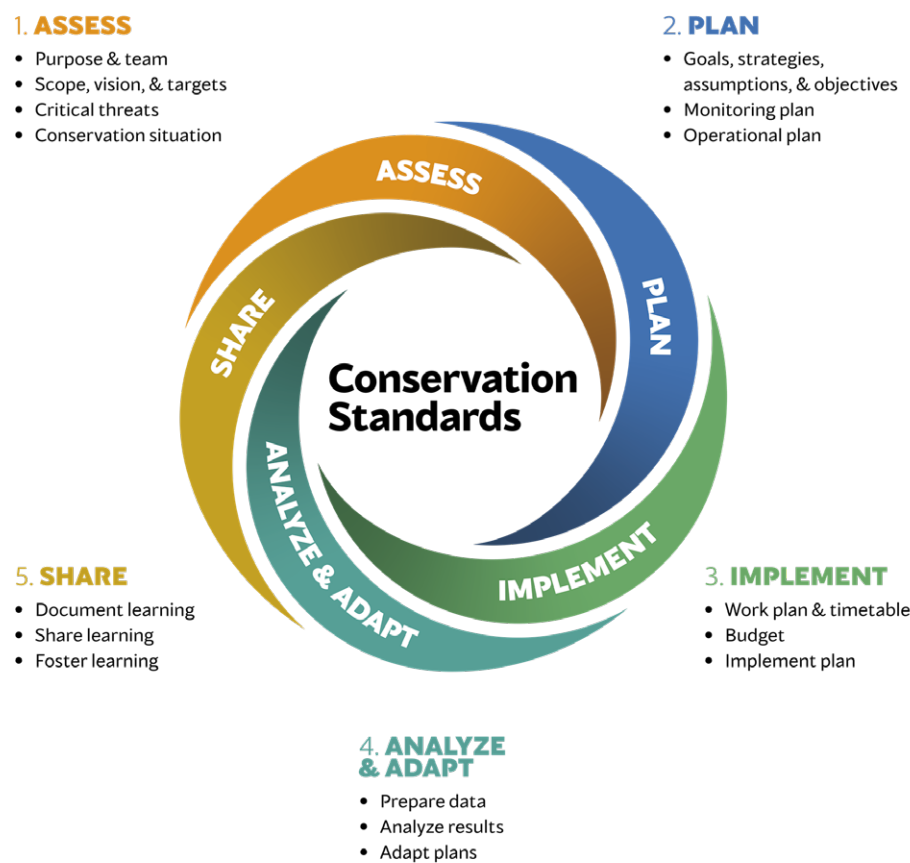 1. ASSESS
• Purpose & team
• Scope, vision, & targets
• Critical threats
• Conservation situation
2. PLAN
• Goals, strategies,
assumptions, & objectives
• Monitoring plan
• Operational plan
ASSESS
PLAN
SHARE
Conservation
Standards
ANALYZE & ADAPT
IMPLEMENT
5. SHARE
• Document learning
• Share learning
• Foster learning
3. IMPLEMENT
• Work plan & timetable
• Budget
• Implement plan
4. ANALYZE
& ADAPT
• Prepare data
• Analyze results
• Adapt plans